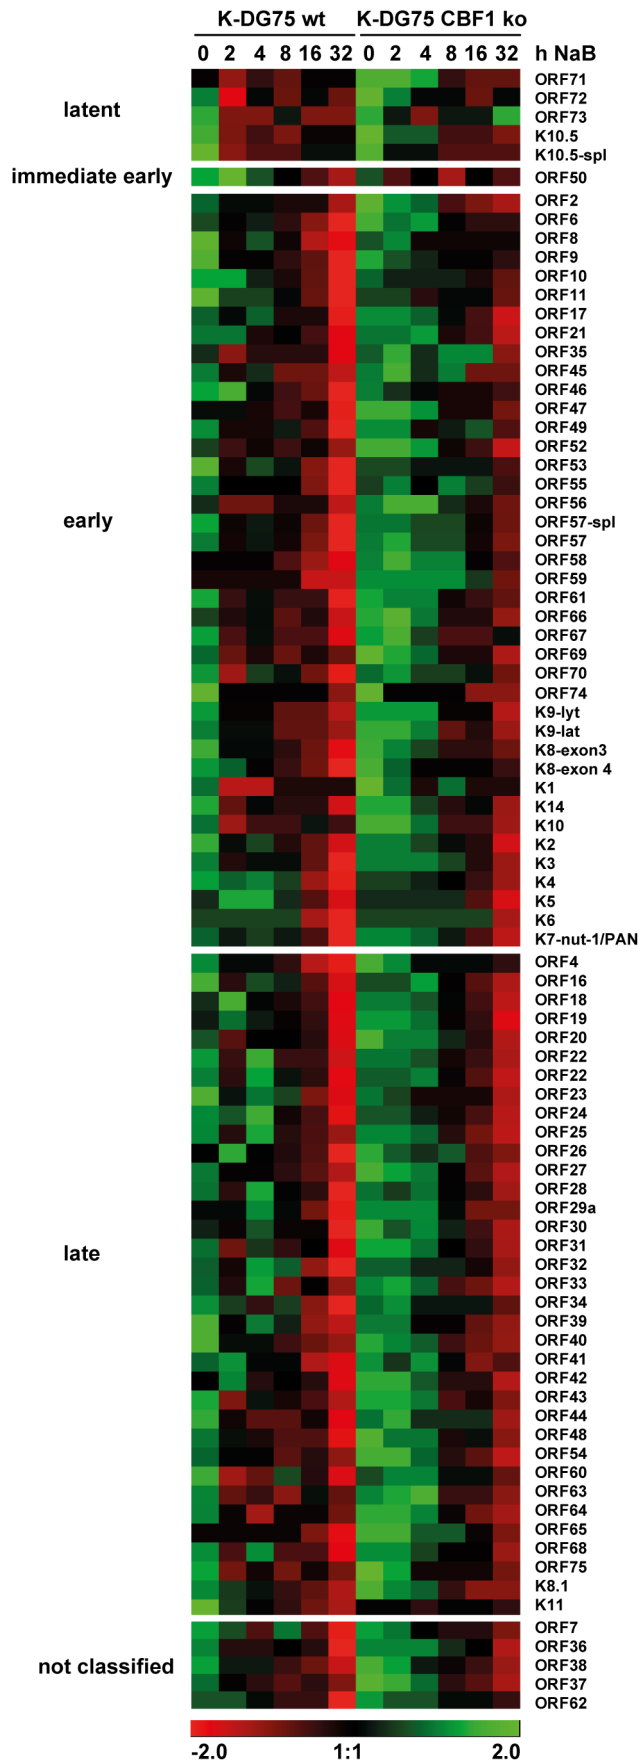 K-DG75 wt K-DG75 CBF1 ko
0 2 4 8 16 32 0 2 4 8 16 32 h NaB
latent
ORF71
ORF72
ORF73
K10.5
K10.5-spl
immediate early
ORF50
early
ORF2
ORF6
ORF8
ORF9
ORF10
ORF11
ORF17
ORF21
ORF35
ORF45
ORF46
ORF47
ORF49
ORF52
ORF53
ORF55
ORF56
ORF57-spl
ORF57
ORF58
ORF59
ORF61
ORF66
ORF67
ORF69
ORF70
ORF74
K9-lyt
K9-lat
K8-exon3
K8-exon 4
K1
K14
K10
K2
K3
K4
K5
K6
K7-nut-1/PAN
late
ORF4
ORF16
ORF18
ORF19
ORF20
ORF22
ORF22
ORF23
ORF24
ORF25
ORF26
ORF27
ORF28
ORF29a
ORF30
ORF31
ORF32
ORF33
ORF34
ORF39
ORF40
ORF41
ORF42
ORF43
ORF44
ORF48
ORF54
ORF60
ORF63
ORF64
ORF65
ORF68
ORF75
K8.1
K11
not classified
ORF7
ORF36
ORF38
ORF37
ORF62
-2.0 1:1 2.0